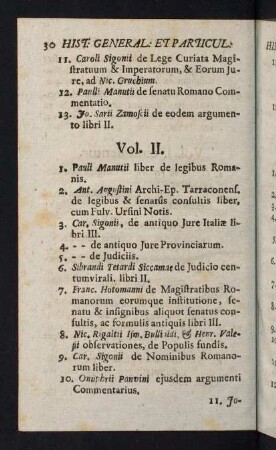 30 HIST: GENERAL: ET PARTICUL:
11. Caroli Sigonii de Lege Curiata Magi-
stratuum & Imperatorum, & Eorum Ju-
re, ad Nic. Gruchium.
12. Paulli Manutii de senatu Romano Com-
mentatio.
13. Jo. Sarii Zamoscii de eodem argumen-
to libri II.
Vol. II.
1. Pauli Manutii liber de legibus Roma-
nis.
2. Ant. Augustini Archi-Ep. Tarraconens,
de legibus & senatûs consultis liber,
cum Fulv. Ursini Notis.
3. Car. Sigonii, de antiquo Jure Italiæ li-
bri III.
4. - - de antiquo Jure Provinciarum.
5. - - de Judiciis.
6. Sibrandi Tetardi Siccamæ de Judicio cen-
tumvirali. libri II.
7. Franc. Hotomanni de Magistratibus Ro-
manorum eorumque institutione, se-
natu & insignibus aliquot senatus con-
sultis, ac formulis antiquis libri III.
8. Nic. Rigaltii Ism. Bullialdi, & Henr. Vale-
sii observationes, de Populis fundis.
9. Car. Sigonii de Nominibus Romano-
rum liber.
10. Onuphrii Panvini ejusdem argumenti
Commentarius.
11. Jo-